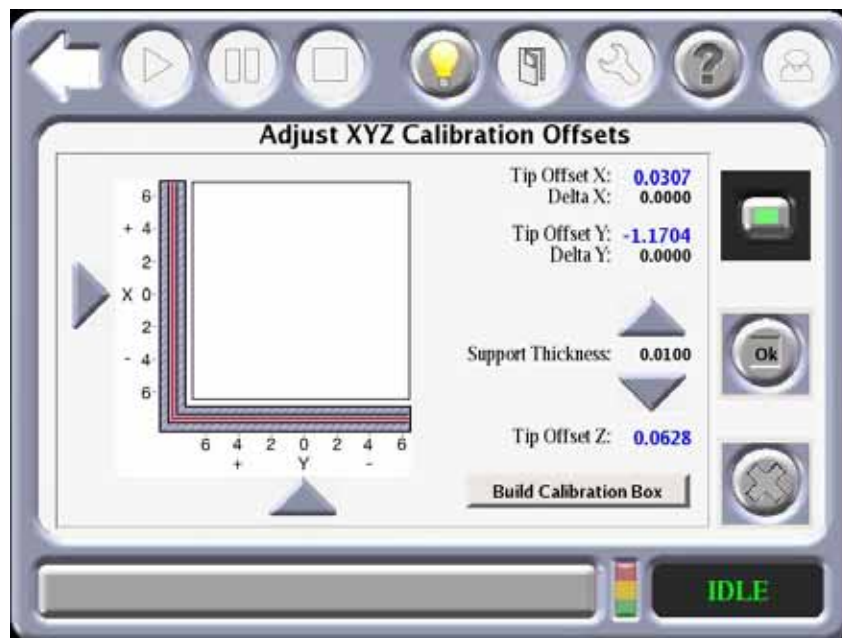 Adjust XYZ Calibration Offsets
Tip Offset X: 0.0307
Delta X: 0.0000
Tip Offset Y: -1.1704
Delta Y: 0.0000
6
+ 4
2
X 0
2
- 4
6
6 4 2 0 2 4 6
+ Y -
Support Thickness: 0.0100
Ok
Tip Offset Z: 0.0628
Build Calibration Box
?
IDLE